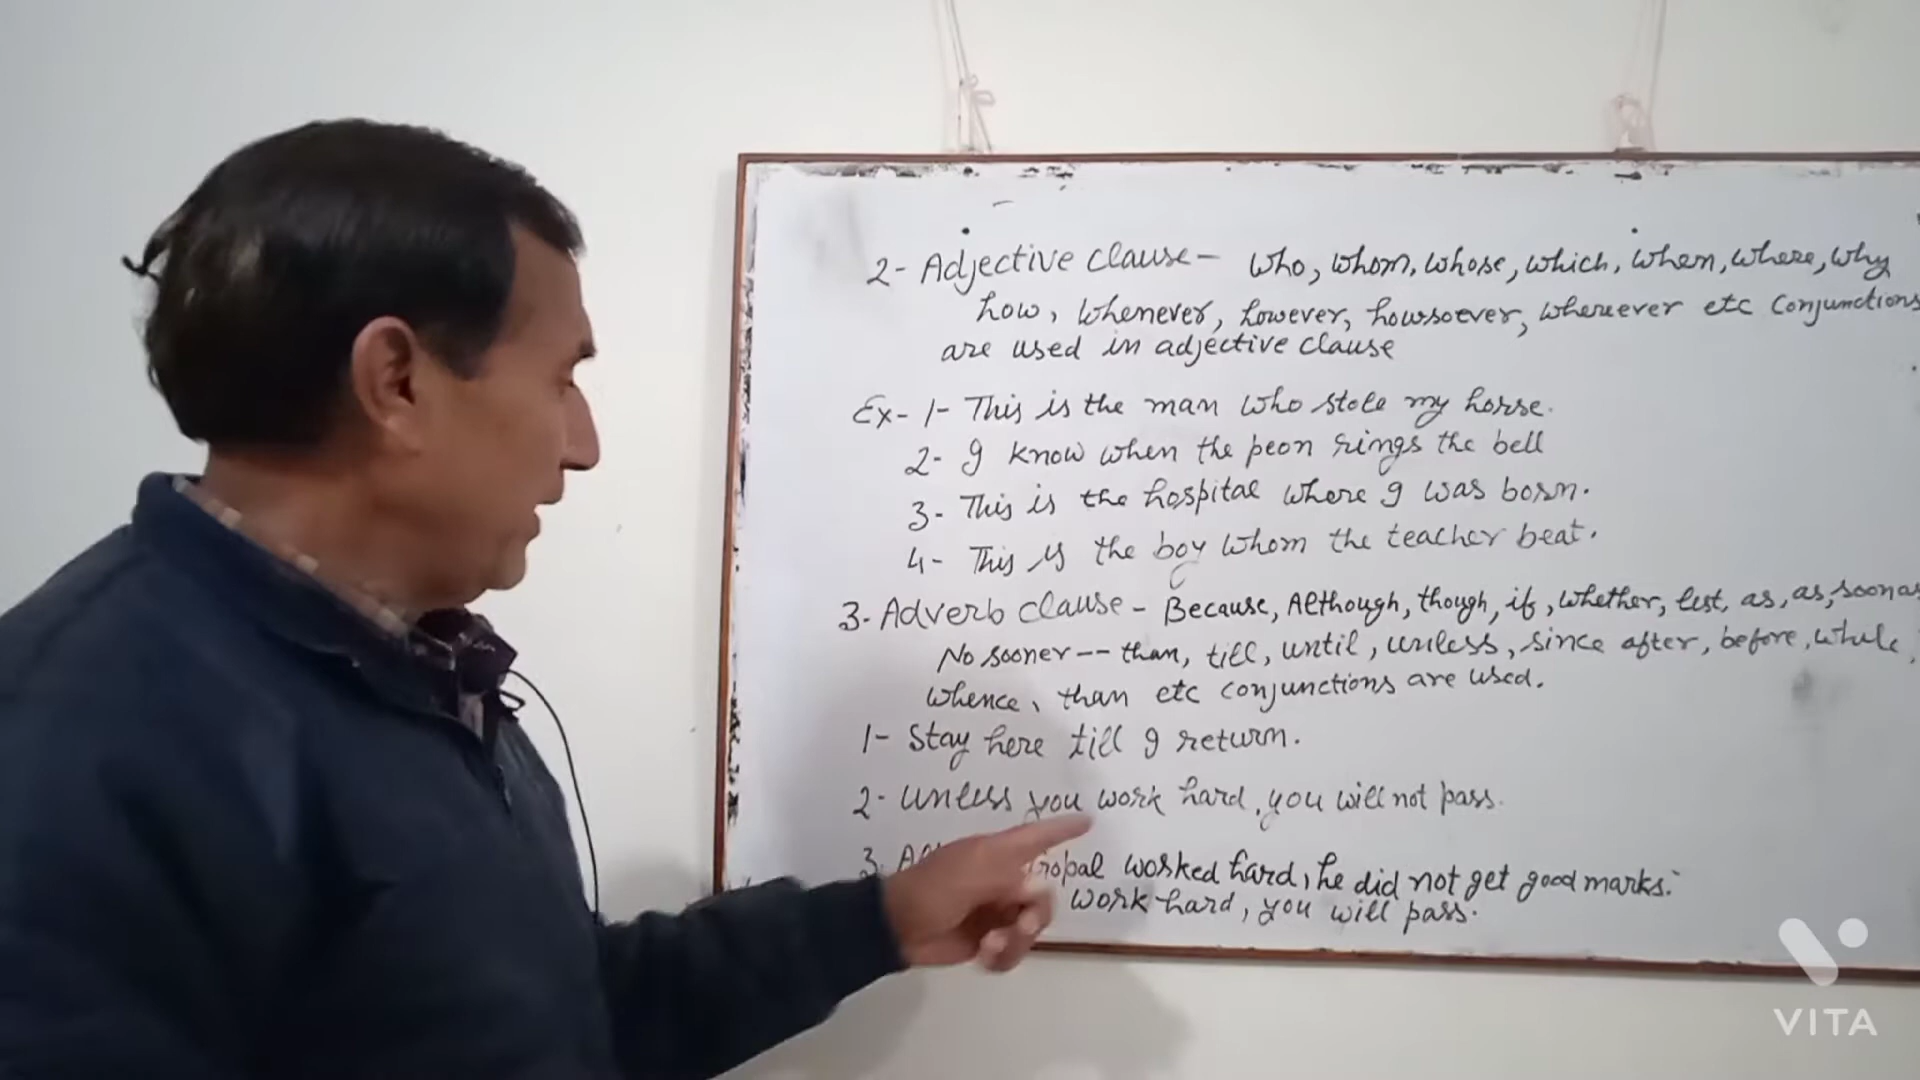 2- Adjective clause - who, whom, whose, which, when, where, why
how, whenever, however, howsoever, whereever etc conjunctions
are used in adjective clause
Ex- 1- This is the man who stole my horse.
2- I know when the peon rings the bell
3- This is the hospital where I was born.
4- This is the boy whom the teacher beat.
3- Adverb clause - Because, Although, though, if, whether, lest, as, as, soon as
No sooner -- than, till, until, unless, since after, before, while,
whence, than etc conjunctions are used.
1- Stay here till I return.
2- unless you work hard, you will not pass.
3. Gopal worked hard, he did not get good marks.
work hard, you will pass.
VITA